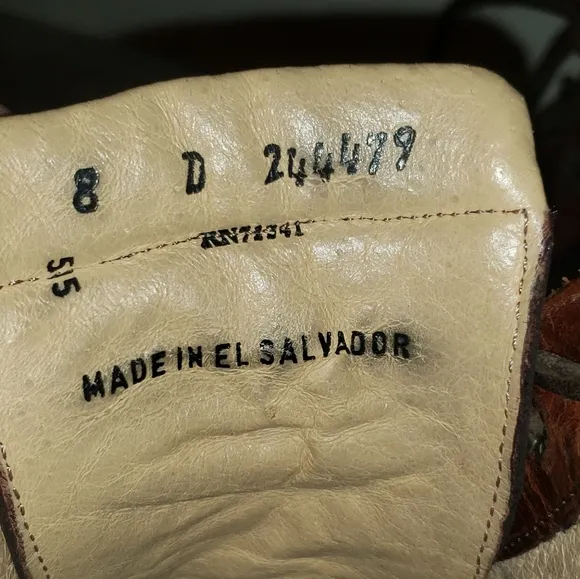 8 D 244479
RN71341
515
MADE IN EL SALVADOR